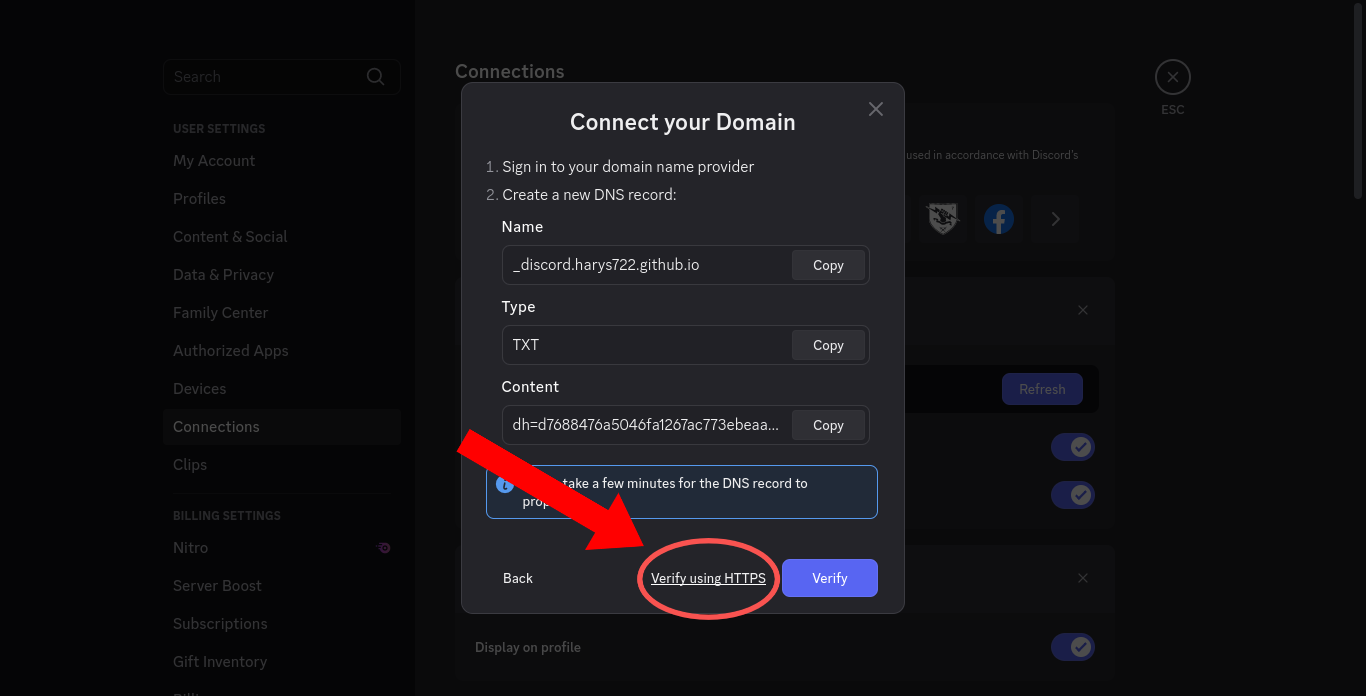 Search
USER SETTINGS
My Account
Profiles
Content & Social
Data & Privacy
Family Center
Authorized Apps
Devices
Connections
Clips
BILLING SETTINGS
Nitro
Server Boost
Subscriptions
Gift Inventory
Connections
used in accordance with Discord's
ESC
Refresh
Display on profile
Connect your Domain
1. Sign in to your domain name provider
2. Create a new DNS record:
Name
_discord.harys722.github.io
Copy
Type
TXT
Copy
Content
dh=d7688476a5046fa1267ac773ebeaa...
Copy
take a few minutes for the DNS record to
Back
Verify using HTTPS
Verify